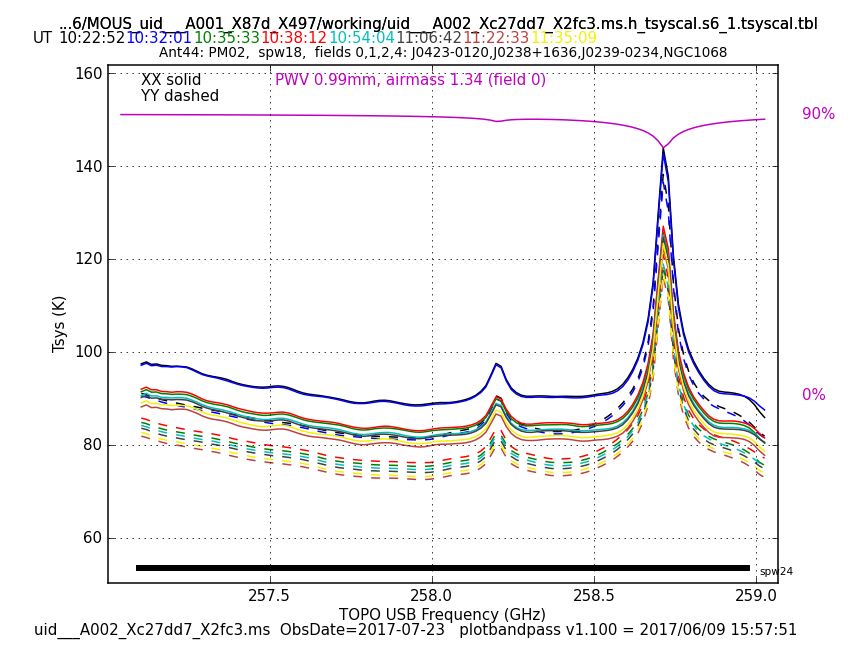 ...6/MOUS_uid___A001_X87d_X497/working/uid___A002_Xc27dd7_X2fc3.ms.h_tsyscal.s6_1.tsyscal.tbl
UT 10:22:52 10:32:01 10:35:33 10:38:12 10:54:04 11:06:42 11:22:33 11:35:09
Ant44: PM02, spw18, fields 0,1,2,4: J0423-0120,J0238+1636,J0239-0234,NGC1068
XX solid
YY dashed
PWV 0.99mm, airmass 1.34 (field 0)
90%
0%
160
140
120
100
80
60
Tsys (K)
spw24
257.5 258.0 258.5 259.0
TOPO USB Frequency (GHz)
uid___A002_Xc27dd7_X2fc3.ms ObsDate=2017-07-23 plotbandpass v1.100 = 2017/06/09 15:57:51